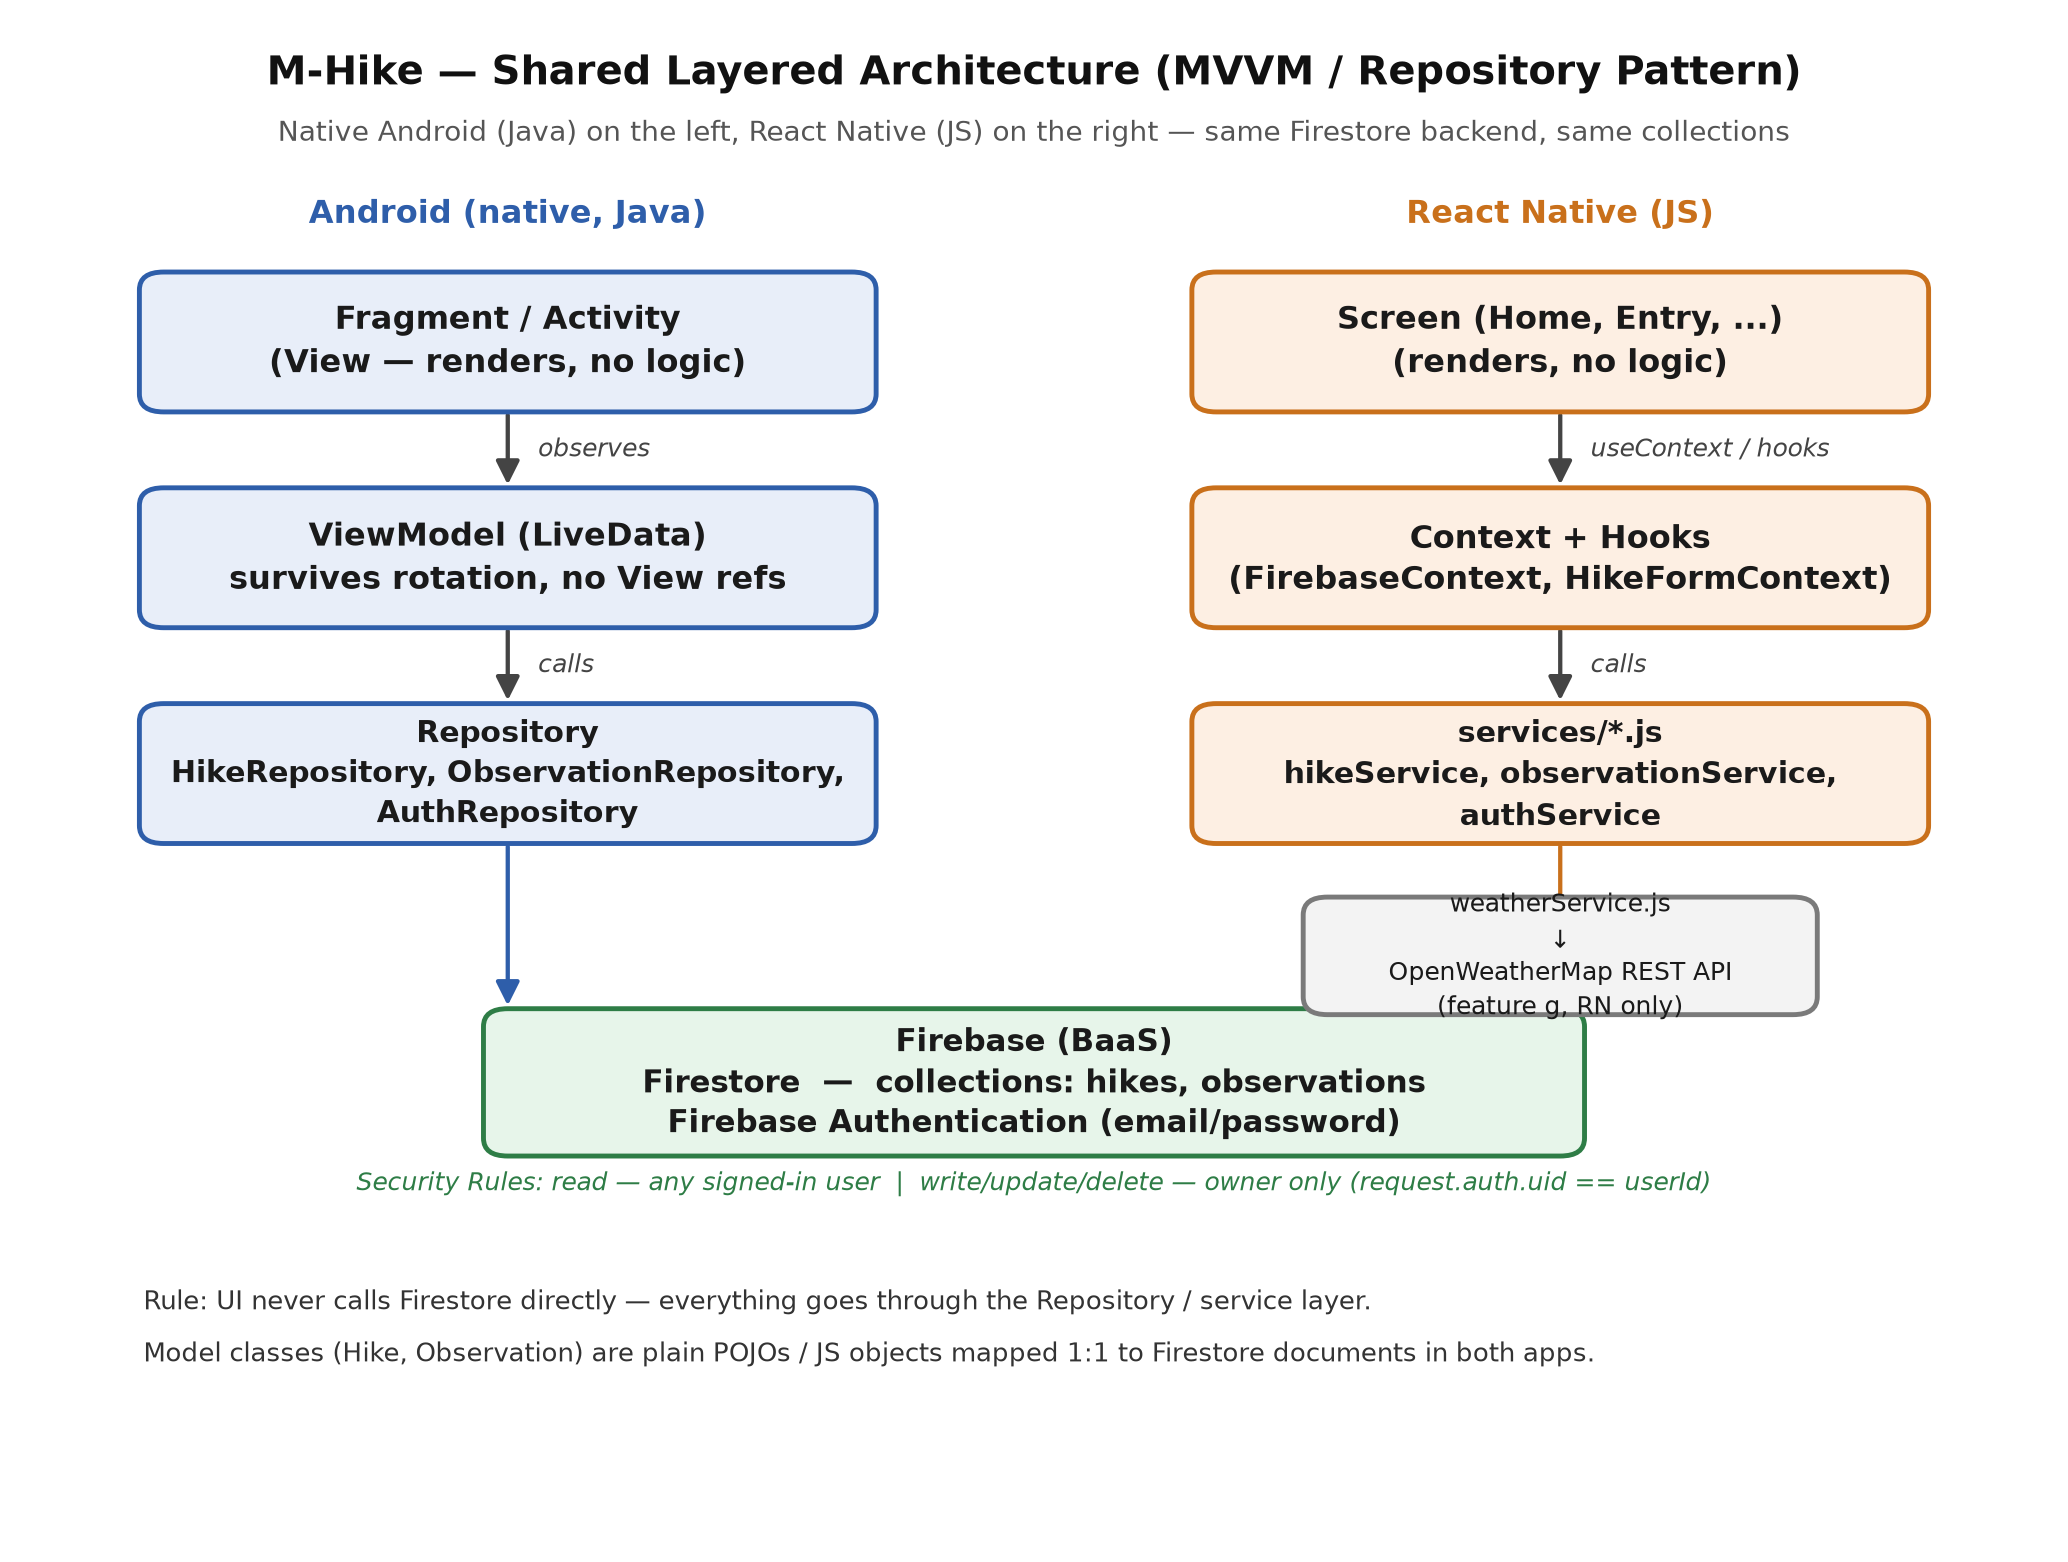 M-Hike — Shared Layered Architecture (MVVM / Repository Pattern)
Native Android (Java) on the left, React Native (JS) on the right — same Firestore backend, same collections
Android (native, Java)
Fragment / Activity
(View — renders, no logic)
observes
ViewModel (LiveData)
survives rotation, no View refs
calls
Repository
HikeRepository, ObservationRepository,
AuthRepository
React Native (JS)
Screen (Home, Entry, ...)
(renders, no logic)
useContext / hooks
Context + Hooks
(FirebaseContext, HikeFormContext)
calls
services/*.js
hikeService, observationService,
authService
weatherService.js
↓
OpenWeatherMap REST API
(feature g, RN only)
Firebase (BaaS)
Firestore — collections: hikes, observations
Firebase Authentication (email/password)
Security Rules: read — any signed-in user | write/update/delete — owner only (request.auth.uid == userId)
Rule: UI never calls Firestore directly — everything goes through the Repository / service layer.
Model classes (Hike, Observation) are plain POJOs / JS objects mapped 1:1 to Firestore documents in both apps.